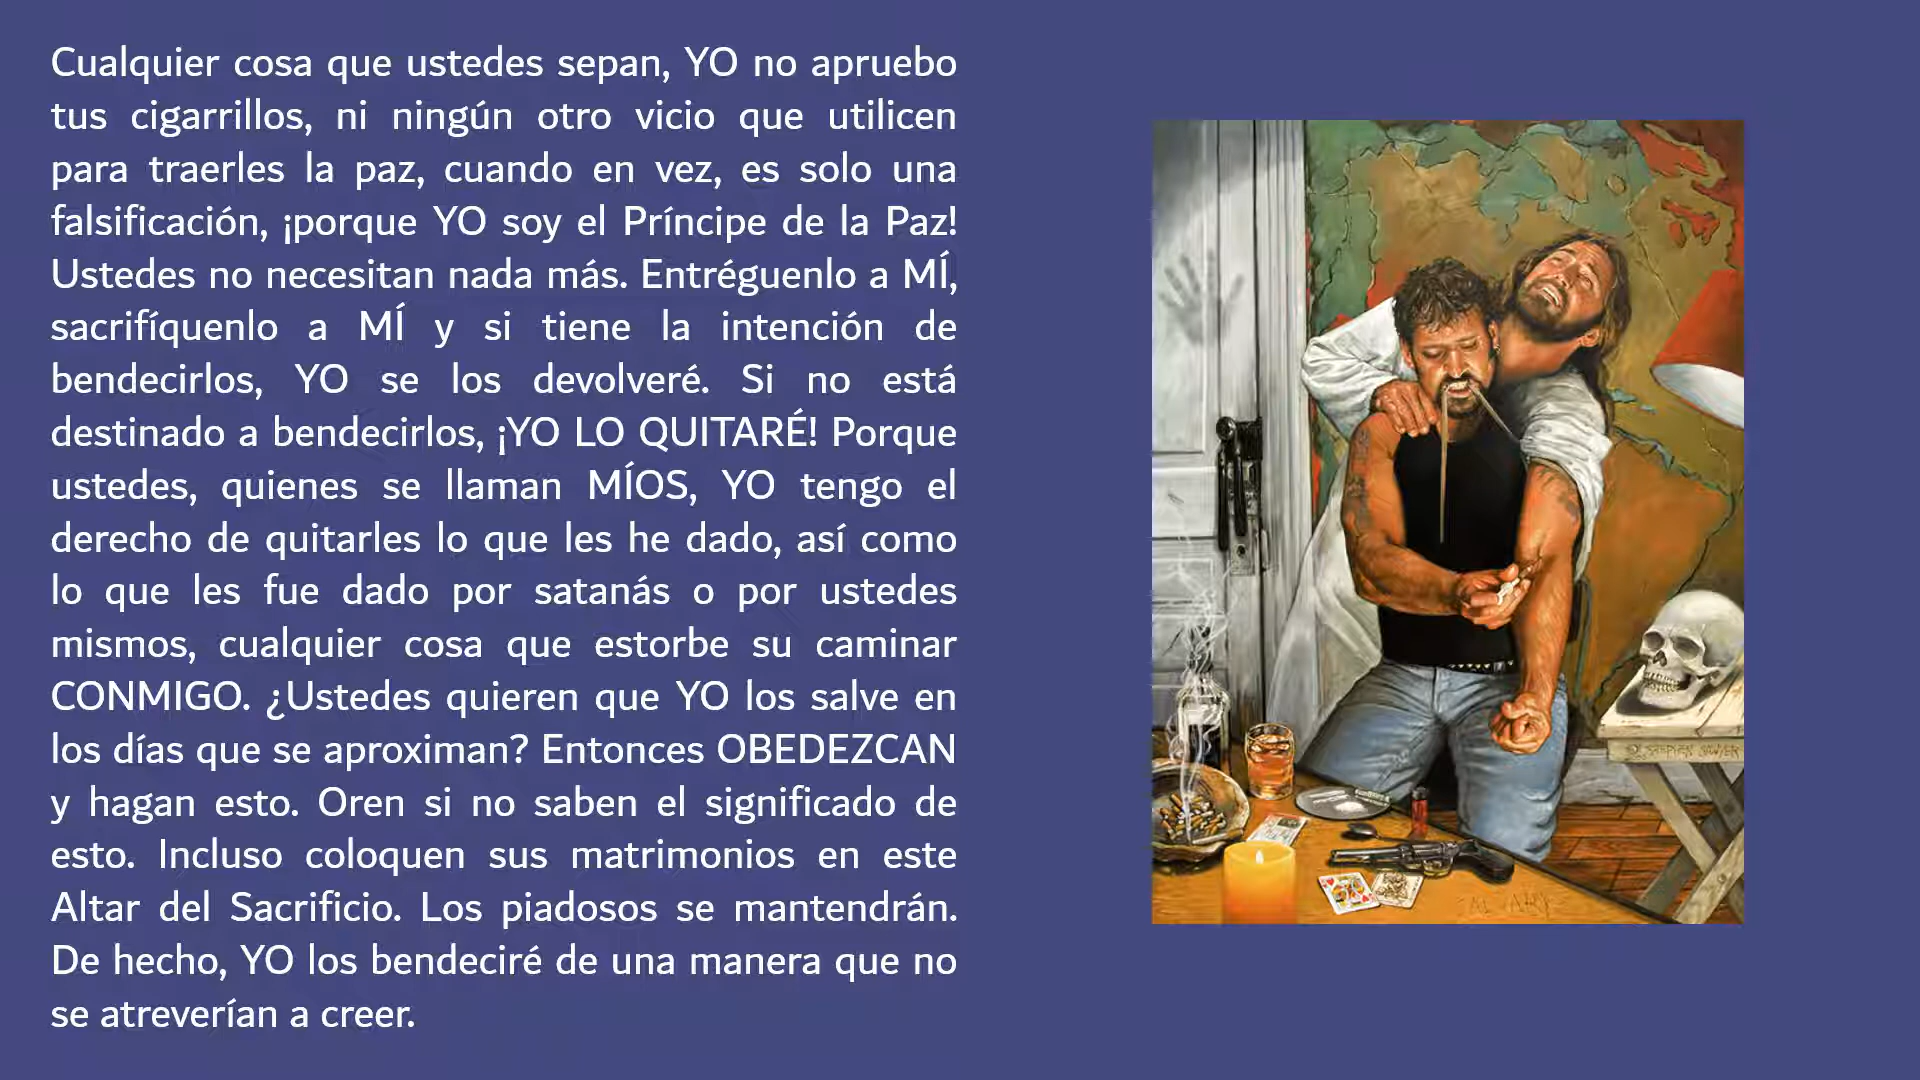 Cualquier cosa que ustedes sepan, YO no apruebo
tus cigarrillos, ni ningún otro vicio que utilicen
para traerles la paz, cuando en vez, es solo una
falsificación, ¡porque YO soy el Príncipe de la Paz!
Ustedes no necesitan nada más. Entréguenlo a MÍ,
sacrifíquenlo a MÍ y si tiene la intención de
bendecirlos, YO se los devolveré. Si no está
destinado a bendecirlos, ¡YO LO QUITARÉ! Porque
ustedes, quienes se llaman MÍOS, YO tengo el
derecho de quitarles lo que les he dado, así como
lo que les fue dado por satanás o por ustedes
mismos, cualquier cosa que estorbe su caminar
CONMIGO. ¿Ustedes quieren que YO los salve en
los días que se aproximan? Entonces OBEDEZCAN
y hagan esto. Oren si no saben el significado de
esto. Incluso coloquen sus matrimonios en este
Altar del Sacrificio. Los piadosos se mantendrán.
De hecho, YO los bendeciré de una manera que no
se atreverían a creer.
STEPHEN SAWYER